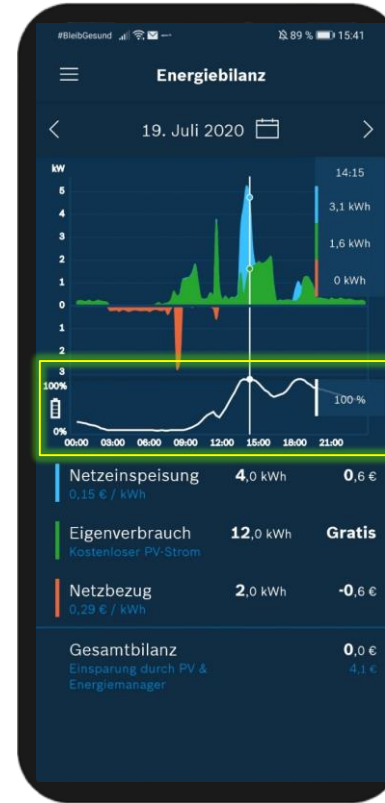 #BleibGesund
89 % 15:41
Energiebilanz
19. Juli 2020
kW
5
4
3
2
1
0
1
2
3
14:15
3,1 kWh
1,6 kWh
0 kWh
100%
0%
100 %
00:00 03:00 06:00 09:00 12:00 15:00 18:00 21:00
Netzeinspeisung 4,0 kWh 0,6 €
0,15 € / kWh
Eigenverbrauch 12,0 kWh Gratis
Kostenloser PV-Strom
Netzbezug 2,0 kWh -0,6 €
0,29 € / kWh
Gesamtbilanz 0,0 €
Einsparung durch PV & 4,1 €
Energiemanager